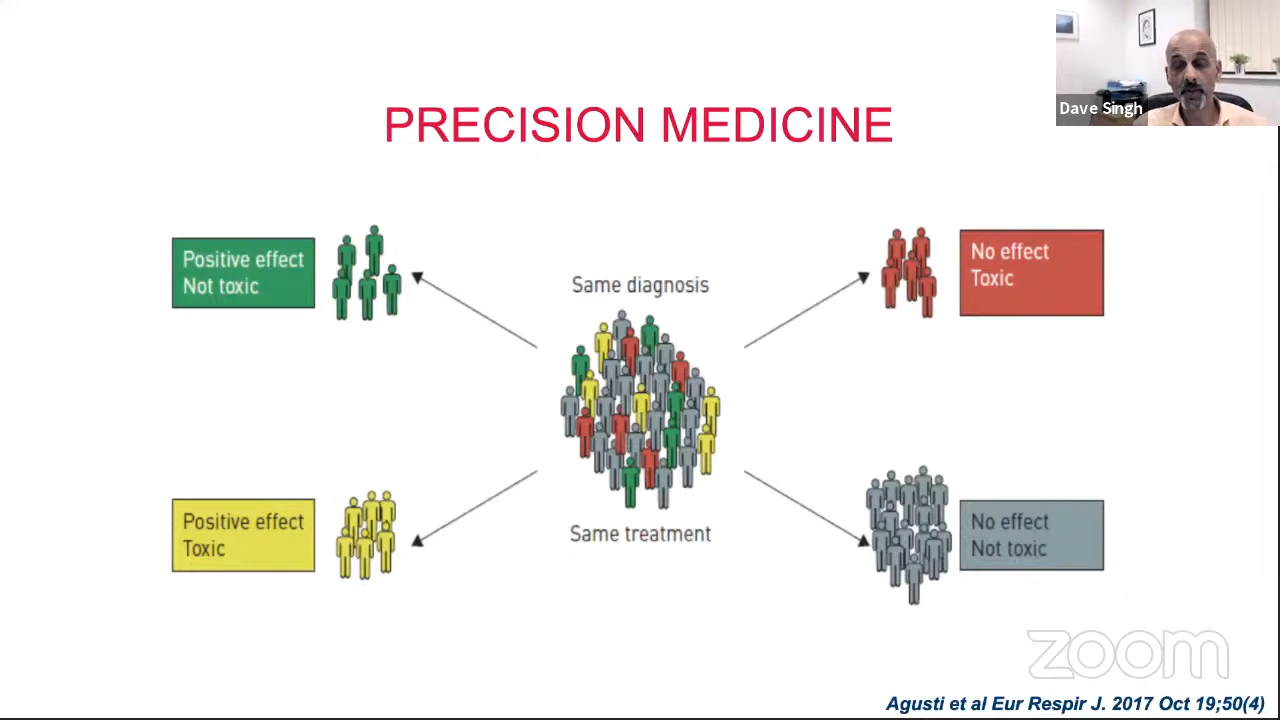 Dave Singh
PRECISION MEDICINE
Positive effect
Not toxic
Same diagnosis
No effect
Toxic
Positive effect
Toxic
Same treatment
No effect
Not toxic
zoom
Agusti et al Eur Respir J. 2017 Oct 19;50(4)